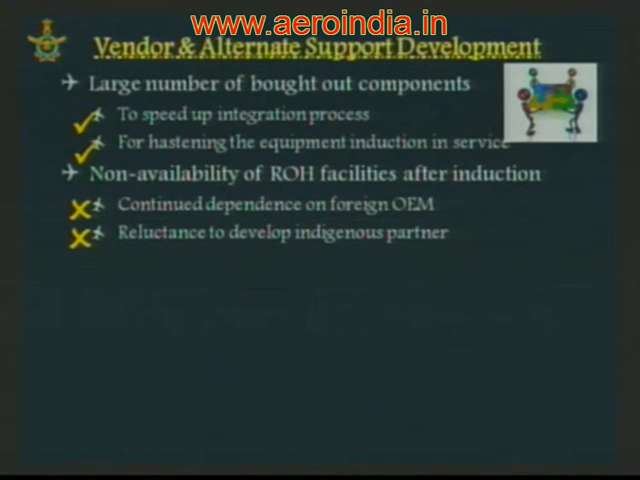 www.aeroindia.in
Vendor & Alternate Support Development
Large number of bought out components
To speed up integration process
For hastening the equipment induction in service
Non-availability of ROH facilities after induction
Continued dependence on foreign OEM
Reluctance to develop indigenous partner